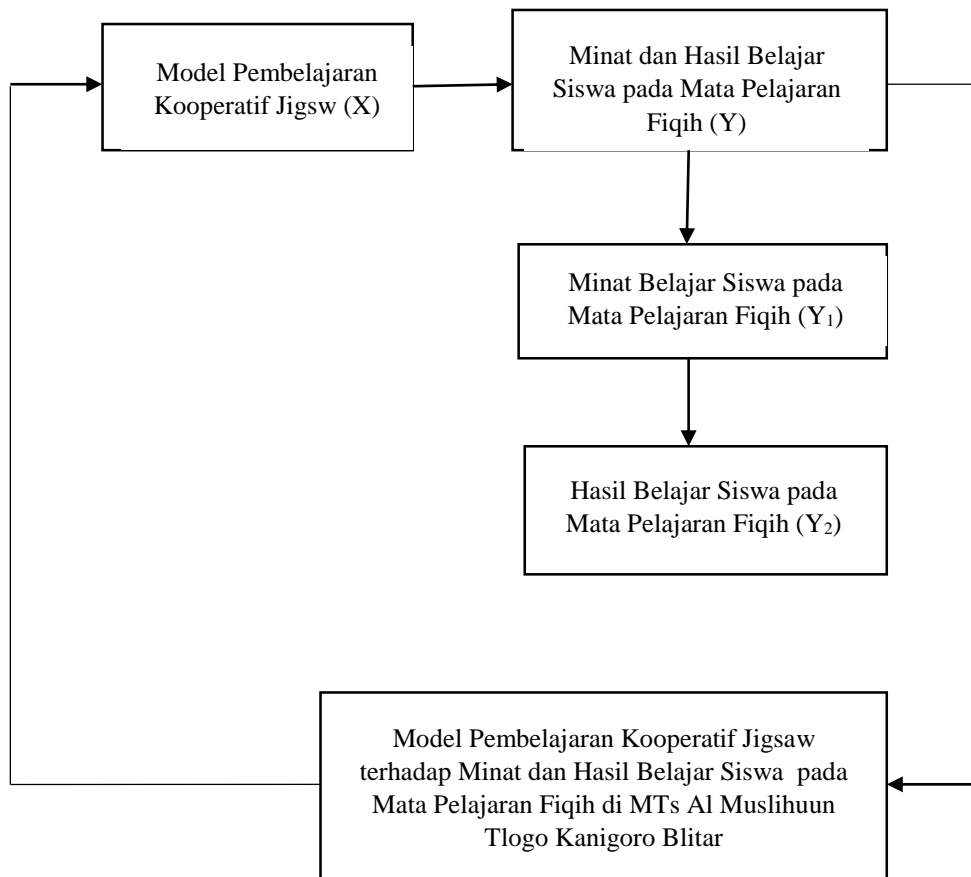 Model Pembelajaran
Kooperatif Jigsw (X)
Minat dan Hasil Belajar
Siswa pada Mata Pelajaran
Fiqih (Y)
Minat Belajar Siswa pada
Mata Pelajaran Fiqih (Y₁)
Hasil Belajar Siswa pada
Mata Pelajaran Fiqih (Y₂)
Model Pembelajaran Kooperatif Jigsaw
terhadap Minat dan Hasil Belajar Siswa pada
Mata Pelajaran Fiqih di MTs Al Muslihuun
Tlogo Kanigoro Blitar